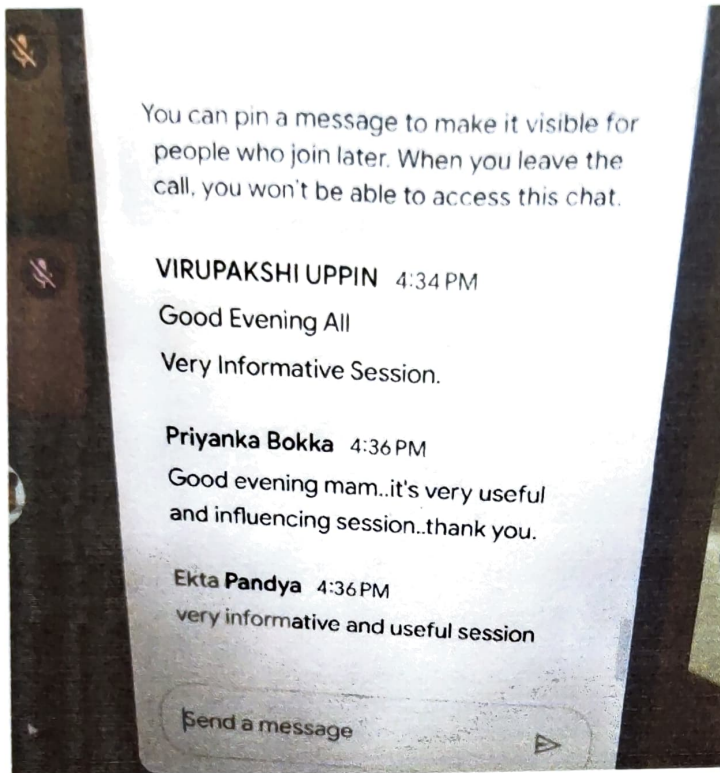 You can pin a message to make it visible for
people who join later. When you leave the
call, you won't be able to access this chat.
VIRUPAKSHI UPPIN 4:34 PM
Good Evening All
Very Informative Session.
Priyanka Bokka 4:36 PM
Good evening mam..it's very useful
and influencing session..thank you.
Ekta Pandya 4:36 PM
very informative and useful session
Send a message